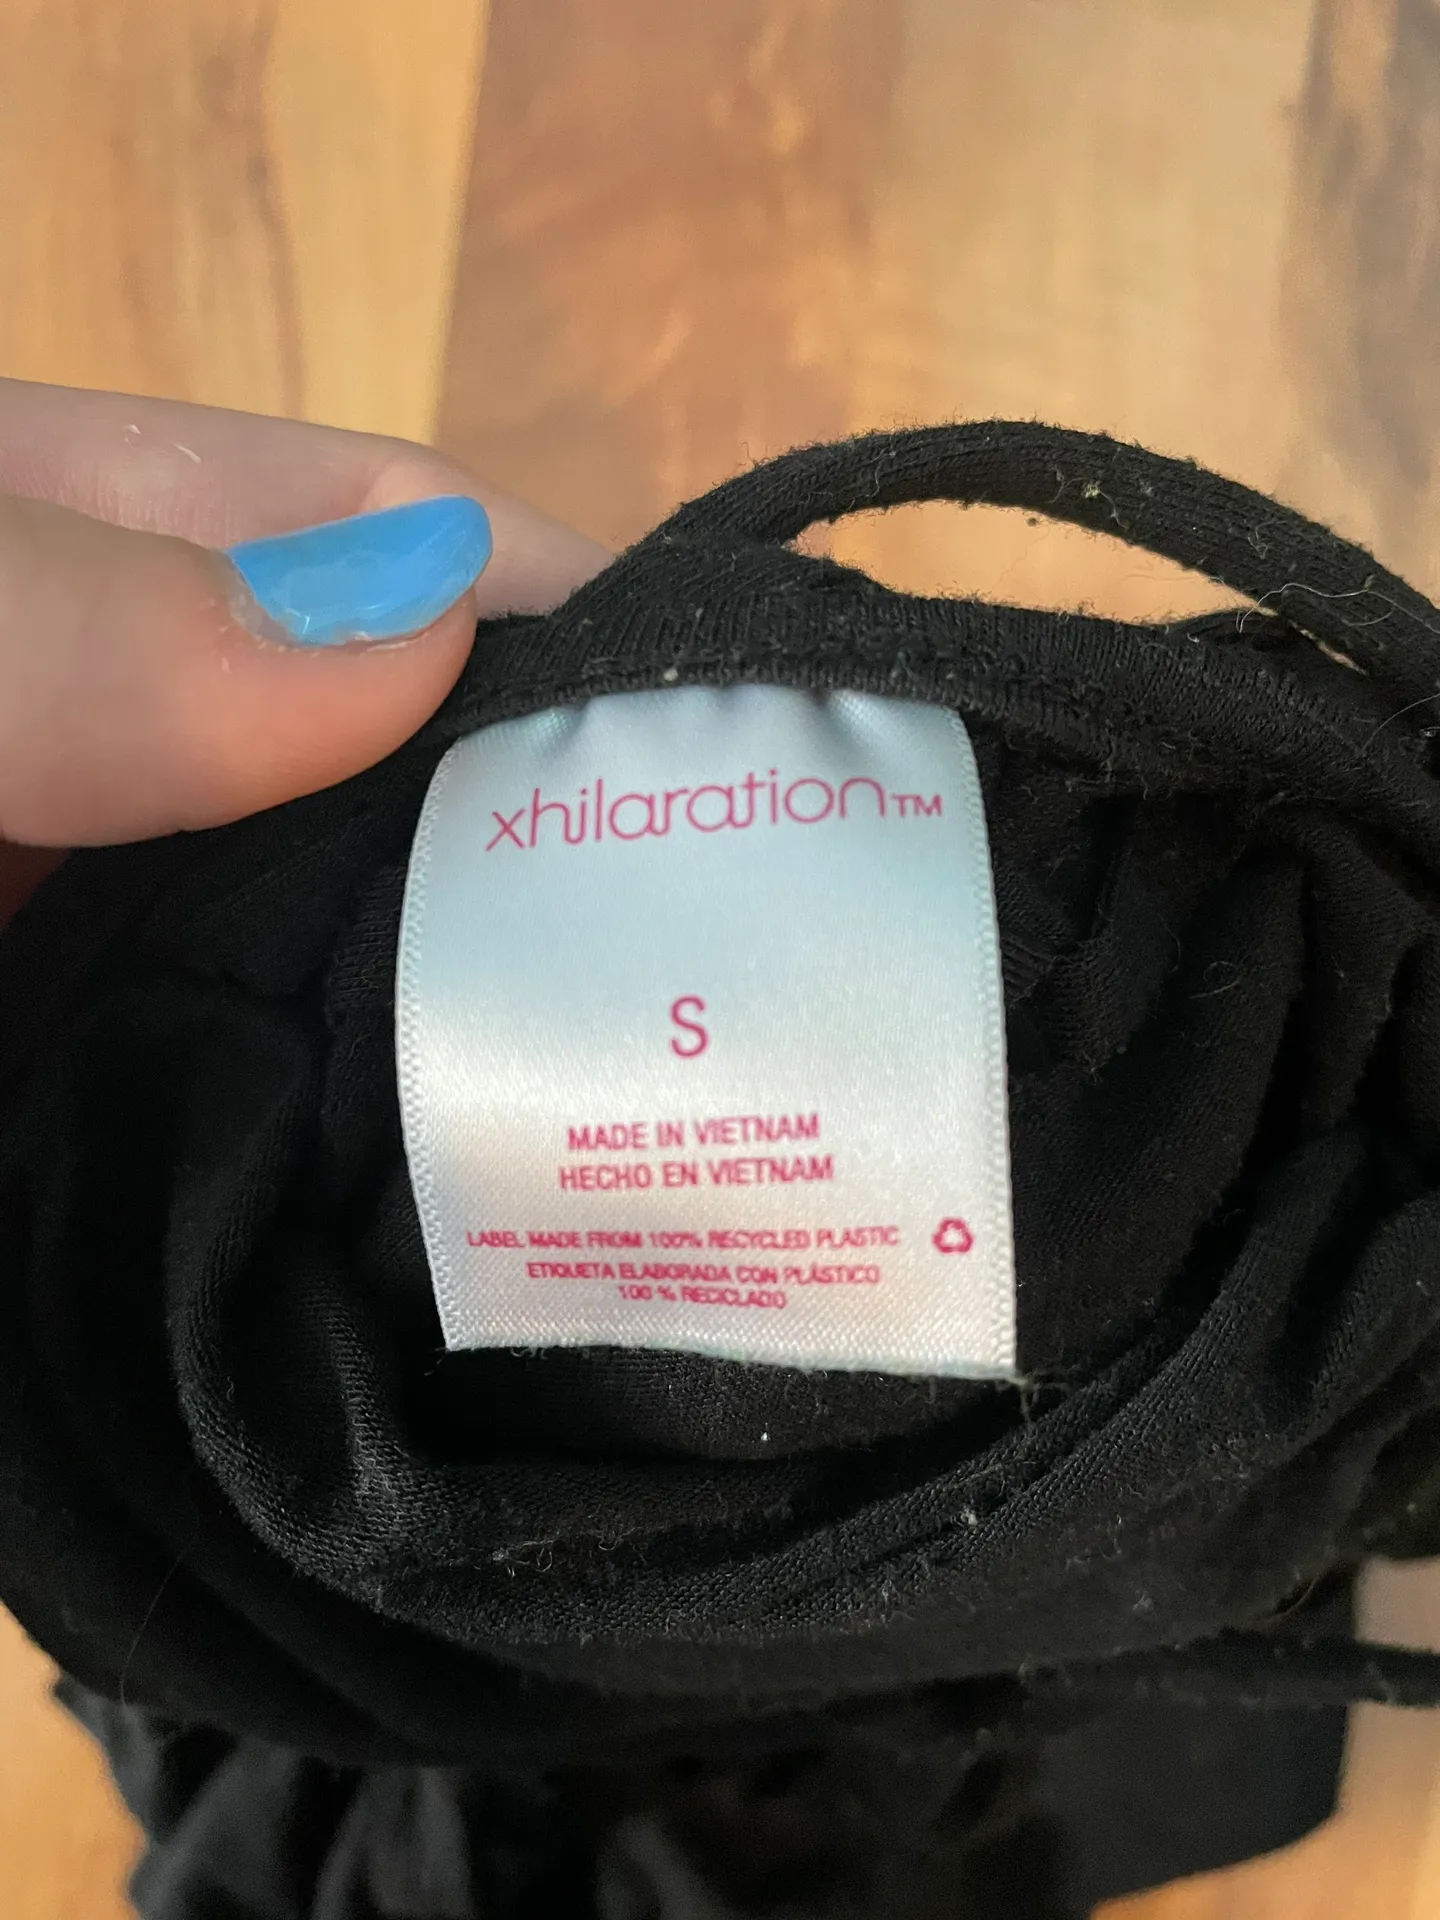 xhilaration™
S
MADE IN VIETNAM
HECHO EN VIETNAM
LABEL MADE FROM 100% RECYCLED PLASTIC
ETIQUETA ELABORADA CON PLÁSTICO
100 % RECICLADO